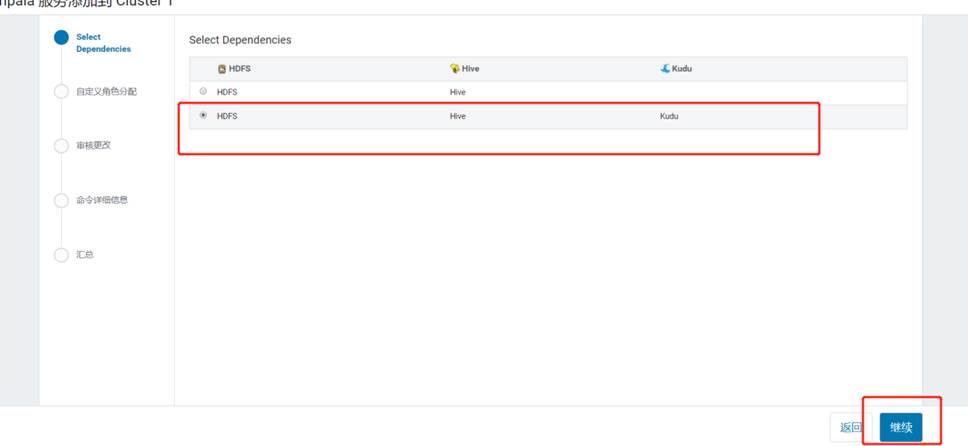 服务添加到 Cluster 1
Select
Dependencies
自定义角色分配
审核更改
命令详细信息
汇总
Select Dependencies
HDFS Hive Kudu
HDFS Hive
HDFS Hive Kudu
返回 继续